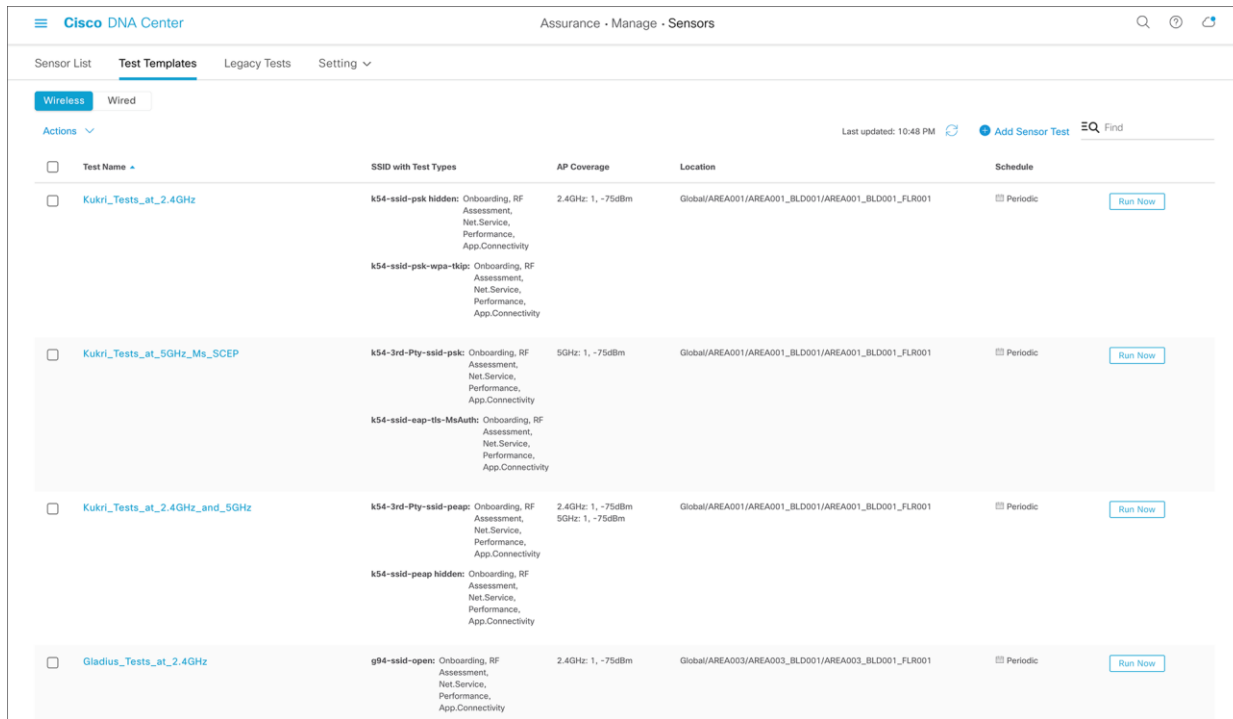 Cisco DNA Center
Assurance · Manage · Sensors
Sensor List Test Templates Legacy Tests Setting
Wireless Wired
Actions Last updated: 10:48 PM Add Sensor Test Find
Test Name SSID with Test Types AP Coverage Location Schedule
Kukri_Tests_at_2.4GHz k54-ssid-psk hidden: Onboarding, RF 2.4GHz: 1, -75dBm Global/AREA001/AREA001_BLD001/AREA001_BLD001_FLR001 Periodic Run Now
Assessment,
Net.Service,
Performance,
App.Connectivity
k54-ssid-psk-wpa-tkip: Onboarding, RF
Assessment,
Net.Service,
Performance,
App.Connectivity
Kukri_Tests_at_5GHz_Ms_SCEP k54-3rd-Pty-ssid-psk: Onboarding, RF 5GHz: 1, -75dBm Global/AREA001/AREA001_BLD001/AREA001_BLD001_FLR001 Periodic Run Now
Assessment,
Net.Service,
Performance,
App.Connectivity
k54-ssid-eap-tls-MsAuth: Onboarding, RF
Assessment,
Net.Service,
Performance,
App.Connectivity
Kukri_Tests_at_2.4GHz_and_5GHz k54-3rd-Pty-ssid-peap: Onboarding, RF 2.4GHz: 1, -75dBm Global/AREA001/AREA001_BLD001/AREA001_BLD001_FLR001 Periodic Run Now
Assessment, 5GHz: 1, -75dBm
Net.Service,
Performance,
App.Connectivity
k54-ssid-peap hidden: Onboarding, RF
Assessment,
Net.Service,
Performance,
App.Connectivity
Gladius_Tests_at_2.4GHz g94-ssid-open: Onboarding, RF 2.4GHz: 1, -75dBm Global/AREA003/AREA003_BLD001/AREA003_BLD001_FLR001 Periodic Run Now
Assessment,
Net.Service,
Performance,
App.Connectivity